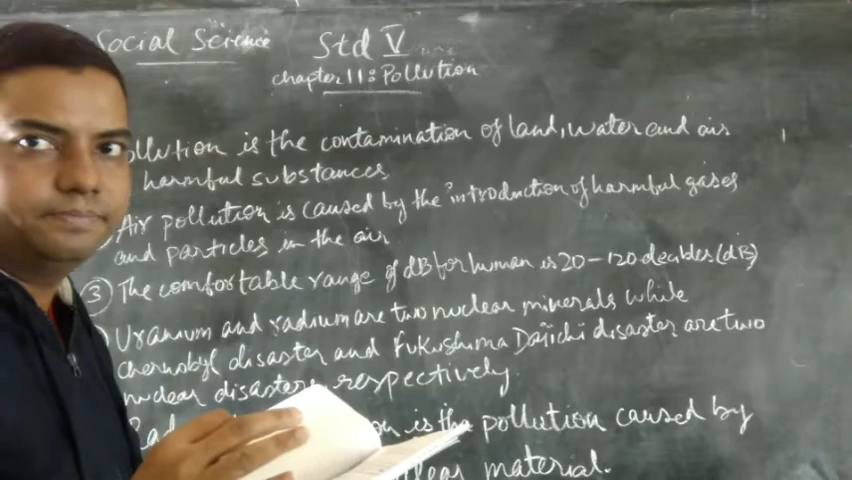 Social Science
Std V
chapter 11: Pollution
ollution is the contamination of land, water and air
harmful substances
Air pollution is caused by the introduction of harmful gases
and particles in the air
③ The comfortable range of dB for human is 20-120 decibles (dB)
Uranium and radium are two nuclear minerals while
chernobyl disaster and Fukushima Daiichi disaster are two
nuclear disasters respectively.
is the pollution caused by
material.